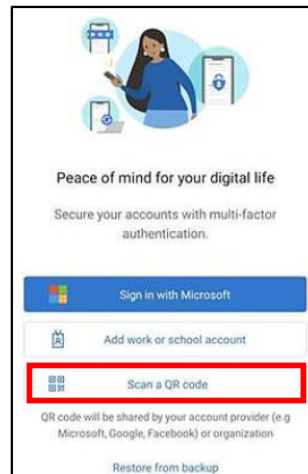 Peace of mind for your digital life
Secure your accounts with multi-factor
authentication.
Sign in with Microsoft
Add work or school account
Scan a QR code
QR code will be shared by your account provider (e.g
Microsoft, Google, Facebook) or organization
Restore from backup